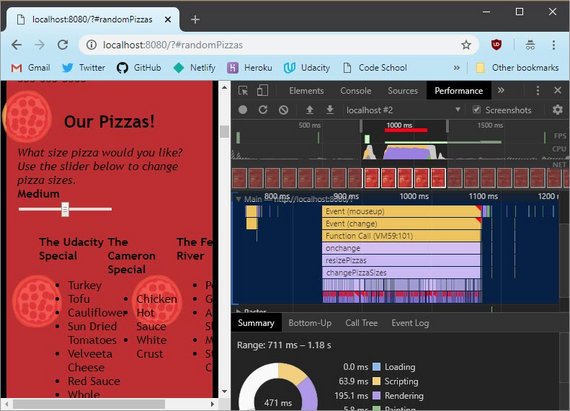 localhost:8080/?#randomPizzas
localhost:8080/?#randomPizzas
Gmail Twitter GitHub Netlify Heroku Udacity Code School » Other bookmarks
Elements Console Sources Performance »
localhost #2 Screenshots
500 ms 1000 ms 1500 ms
FPS
CPU
NET
Our Pizzas!
What size pizza would you like?
Use the slider below to change
pizza sizes.
Medium
The Udacity
Special
Turkey
Tofu
Cauliflower
Sun Dried
Tomatoes
Velveeta
Cheese
Red Sauce
Whole
The
Cameron
Special
Chicken
Hot
Sauce
White
Crust
The Fe
River
800 ms 900 ms 1000 ms 1100 ms 1200 ms
Main
Event (mouseup)
Event (change)
Function Call (VM59:101)
onchange
resizePizzas
changePizzaSizes
Raster
Summary Bottom-Up Call Tree Event Log
Range: 711 ms – 1.18 s
471 ms
0.0 ms Loading
63.9 ms Scripting
195.1 ms Rendering
5.8 ms Painting